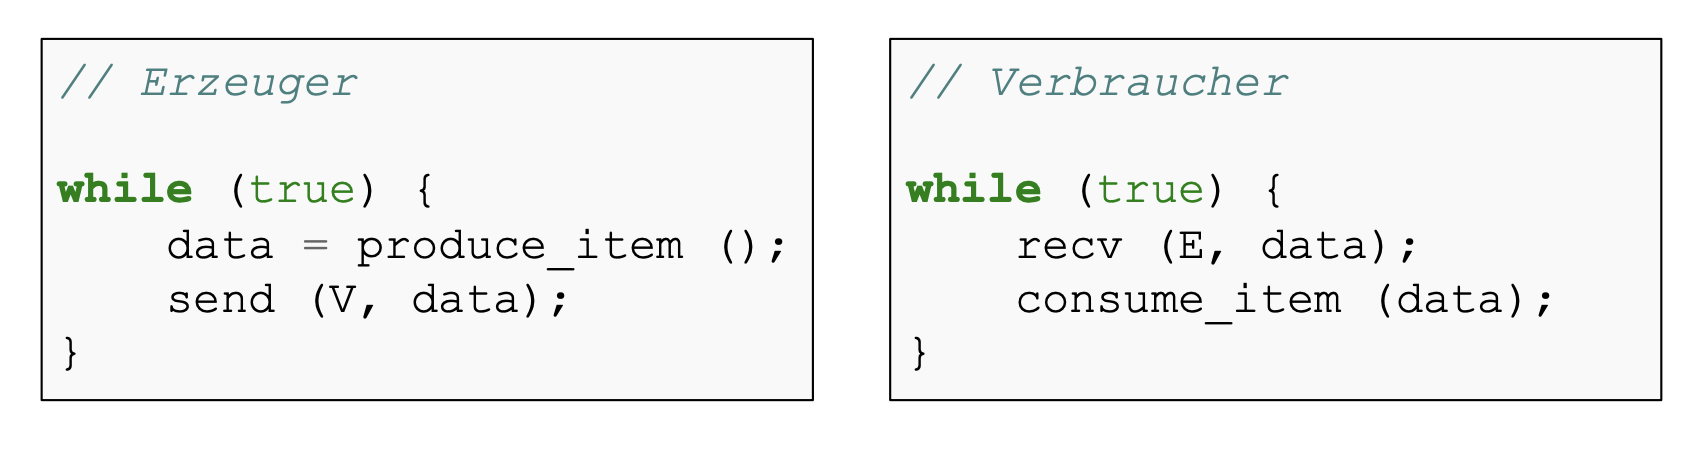 // Erzeuger
while (true) {
    data = produce_item ();
    send (V, data);
}
// Verbraucher
while (true) {
    recv (E, data);
    consume_item (data);
}